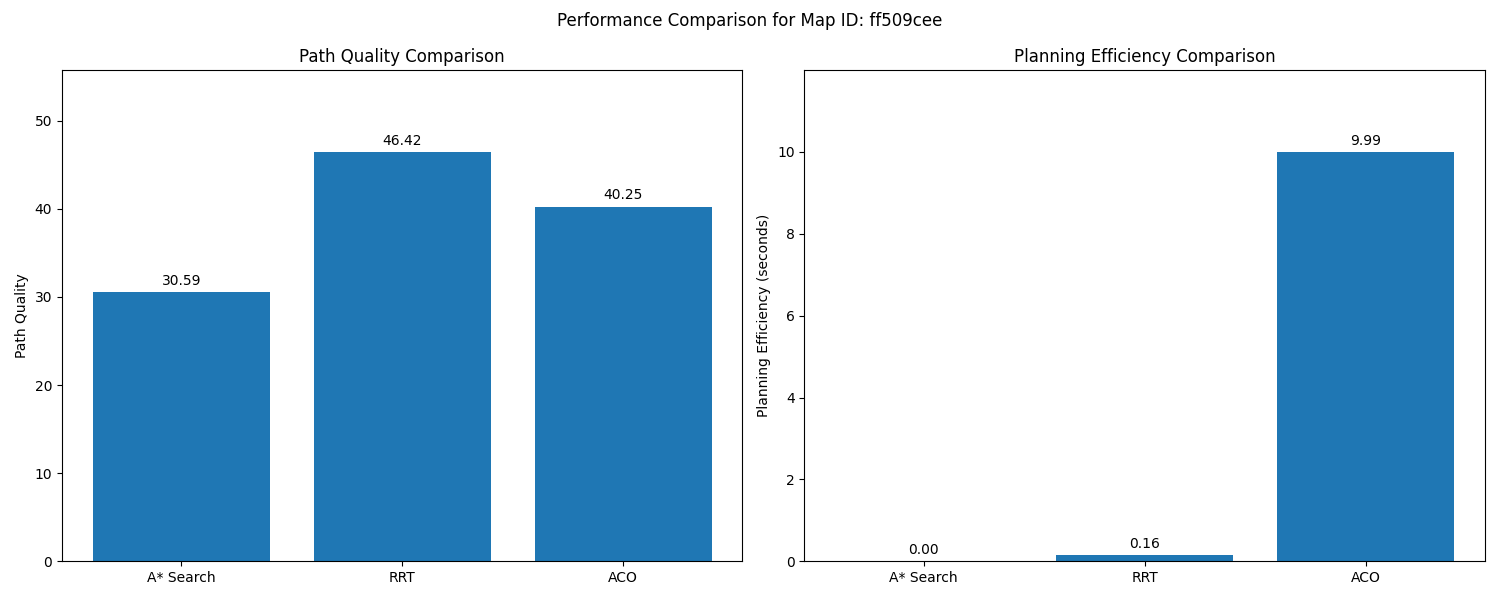 Performance Comparison for Map ID: ff509cee
Path Quality Comparison
Path Quality
50
40
30
20
10
0
30.59
46.42
40.25
A* Search
RRT
ACO
Planning Efficiency Comparison
Planning Efficiency (seconds)
10
8
6
4
2
0
0.00
0.16
9.99
A* Search
RRT
ACO